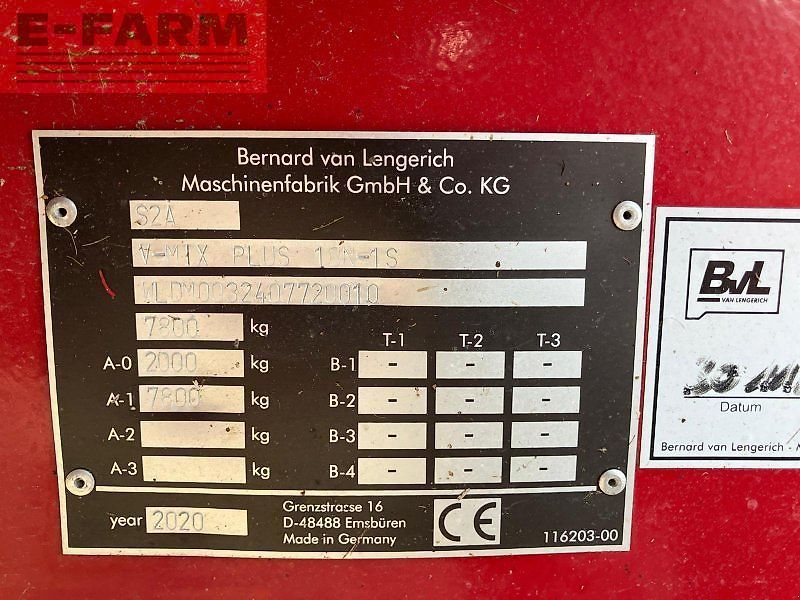 E-FARM
Bernard van Lengerich
Maschinenfabrik GmbH & Co. KG
S2A
V-MIX PLUS 10N-1S
WLDM0032407720010
7800 kg
T-1 T-2 T-3
A-0 2000 kg B-1 - - -
A-1 7800 kg B-2 - - -
A-2 kg B-3 - - -
A-3 kg B-4 - - -
year 2020
Grenzstrasse 16
D-48488 Emsbüren
Made in Germany
CE
116203-00
BvL
VAN LENGERICH
Datum
Bernard van Lengerich -